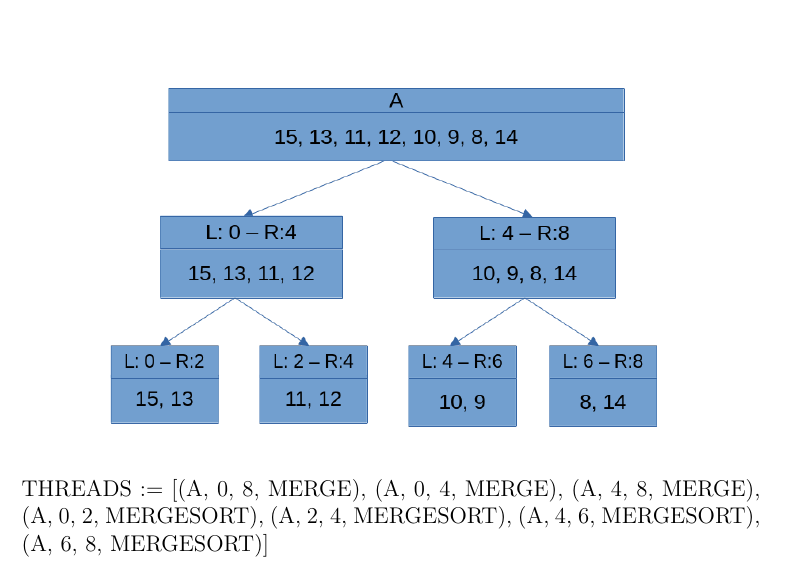 A
15, 13, 11, 12, 10, 9, 8, 14
L: 0 – R:4
L: 4 – R:8
15, 13, 11, 12
10, 9, 8, 14
L: 0 – R:2
L: 2 – R:4
L: 4 – R:6
L: 6 – R:8
15, 13
11, 12
10, 9
8, 14
THREADS := [(A, 0, 8, MERGE), (A, 0, 4, MERGE), (A, 4, 8, MERGE),
(A, 0, 2, MERGESORT), (A, 2, 4, MERGESORT), (A, 4, 6, MERGESORT),
(A, 6, 8, MERGESORT)]